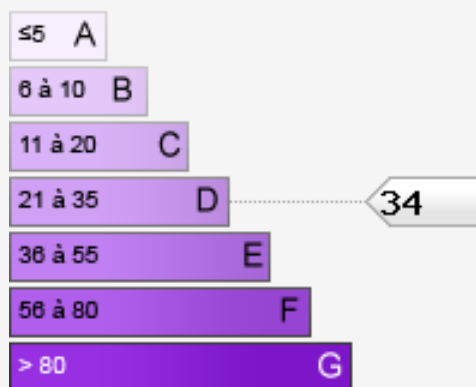 ≤5 A
6 à 10 B
11 à 20 C
21 à 35 D 34
36 à 55 E
56 à 80 F
> 80 G